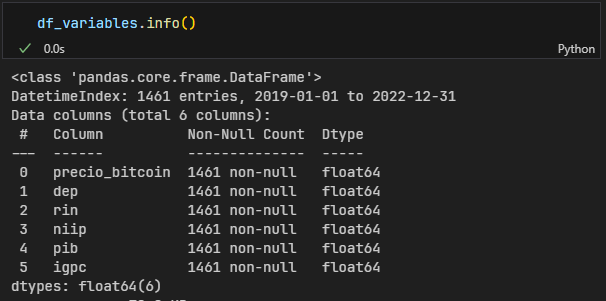 df_variables.info()
0.0s
Python
<class 'pandas.core.frame.DataFrame'>
DatetimeIndex: 1461 entries, 2019-01-01 to 2022-12-31
Data columns (total 6 columns):
 #   Column          Non-Null Count  Dtype
---  ------          --------------  -----
 0   precio_bitcoin  1461 non-null   float64
 1   dep             1461 non-null   float64
 2   rin             1461 non-null   float64
 3   niip            1461 non-null   float64
 4   pib             1461 non-null   float64
 5   igpc            1461 non-null   float64
dtypes: float64(6)